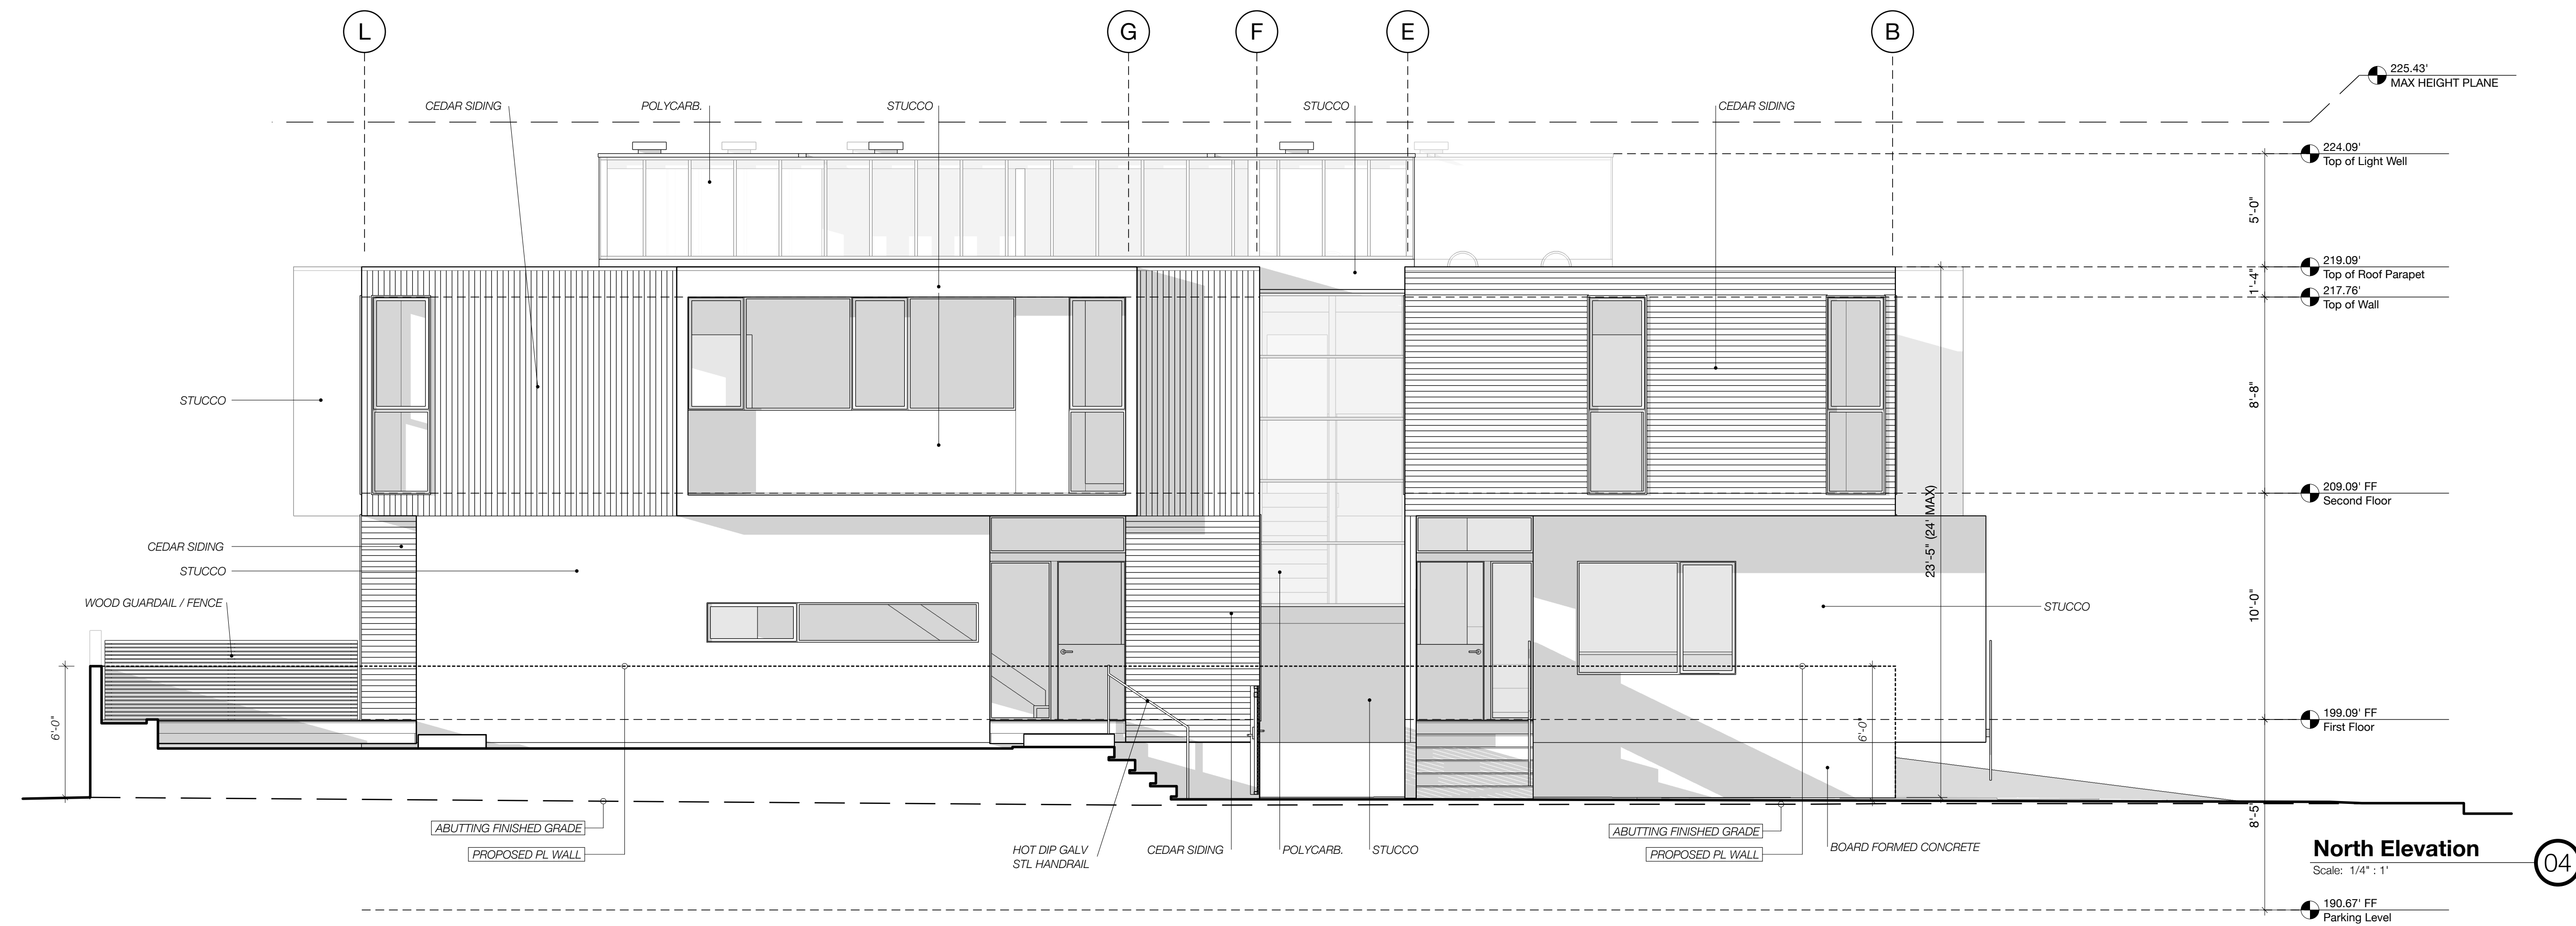 L
G
F
E
B
225.43'
MAX HEIGHT PLANE
CEDAR SIDING
POLYCARB.
STUCCO
STUCCO
CEDAR SIDING
224.09'
Top of Light Well
5'-0"
219.09'
Top of Roof Parapet
1'-4"
217.76'
Top of Wall
8'-8"
STUCCO
209.09' FF
Second Floor
23'-5" (24' MAX)
CEDAR SIDING
STUCCO
WOOD GUARDAIL / FENCE
STUCCO
10'-0"
6'-0"
6'-0"
199.09' FF
First Floor
8'-5"
ABUTTING FINISHED GRADE
PROPOSED PL WALL
HOT DIP GALV
STL HANDRAIL
CEDAR SIDING
POLYCARB.
STUCCO
ABUTTING FINISHED GRADE
PROPOSED PL WALL
BOARD FORMED CONCRETE
North Elevation
Scale: 1/4" : 1'
04
190.67' FF
Parking Level